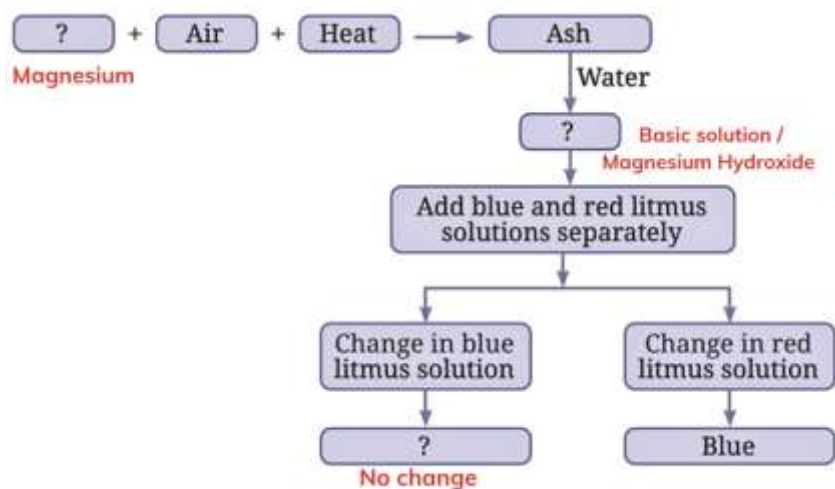 ? + Air + Heat Ash
Magnesium
Water
?
Basic solution /
Magnesium Hydroxide
Add blue and red litmus
solutions separately
Change in blue
litmus solution
Change in red
litmus solution
?
Blue
No change